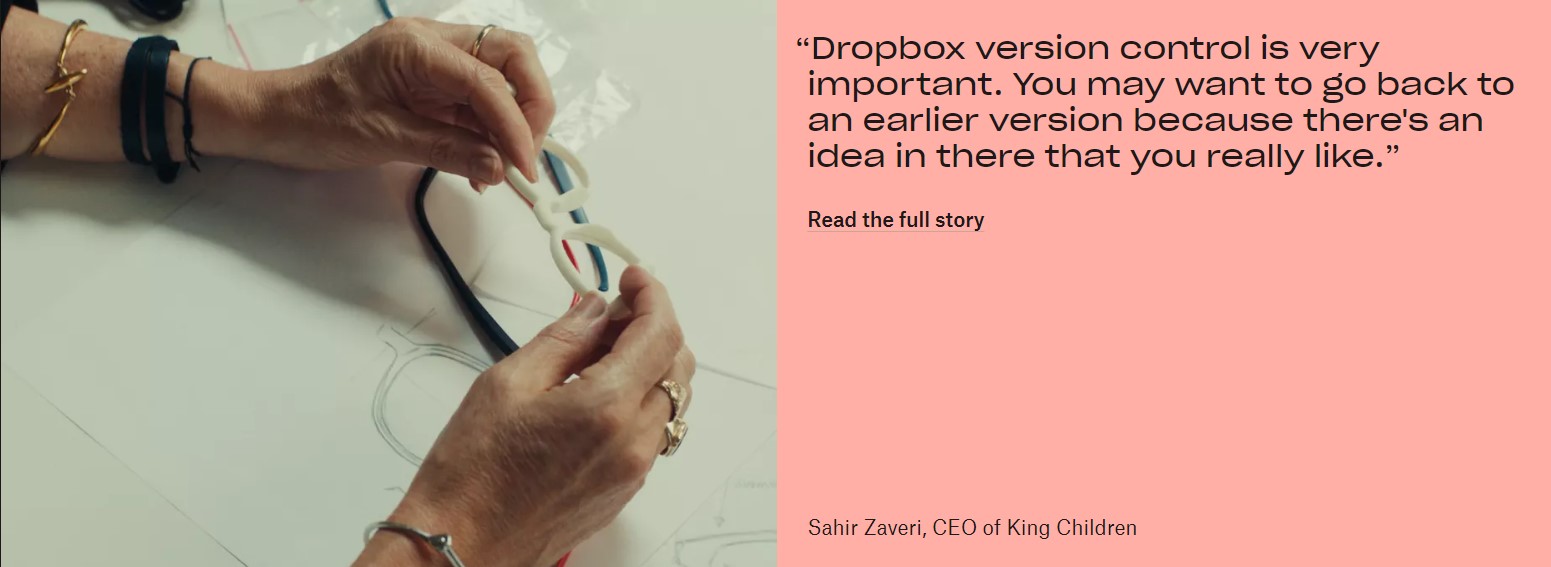 “Dropbox version control is very
important. You may want to go back to
an earlier version because there's an
idea in there that you really like.”
Read the full story
Sahir Zaveri, CEO of King Children